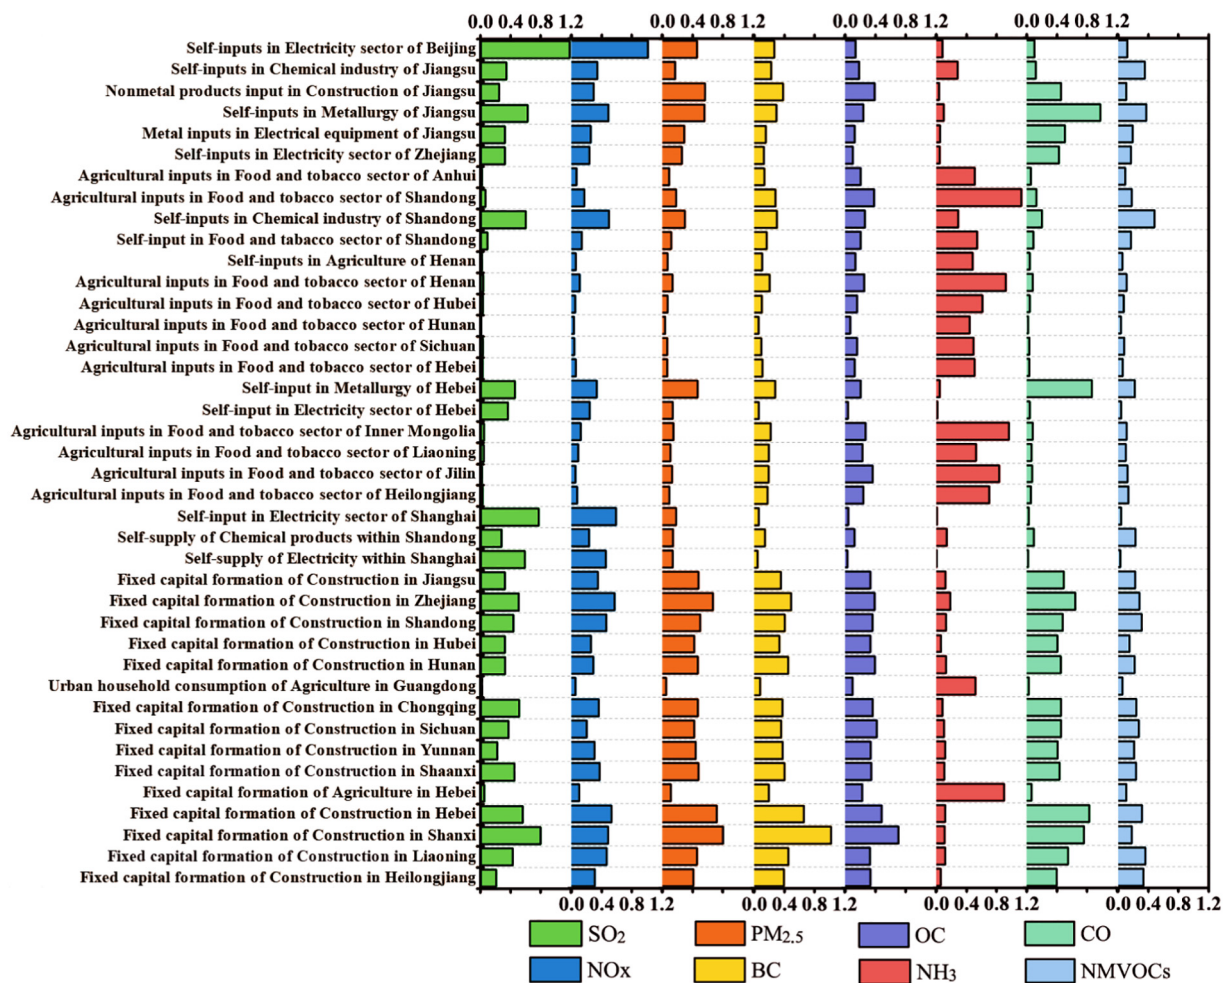 0.0 0.4 0.8 1.2 0.0 0.4 0.8 1.2 0.0 0.4 0.8 1.2 0.0 0.4 0.8 1.2
Self-inputs in Electricity sector of Beijing
Self-inputs in Chemical industry of Jiangsu
Nonmetal products input in Construction of Jiangsu
Self-inputs in Metallurgy of Jiangsu
Metal inputs in Electrical equipment of Jiangsu
Self-inputs in Electricity sector of Zhejiang
Agricultural inputs in Food and tobacco sector of Anhui
Agricultural inputs in Food and tobacco sector of Shandong
Self-inputs in Chemical industry of Shandong
Self-input in Food and tabacco sector of Shandong
Self-inputs in Agriculture of Henan
Agricultural inputs in Food and tobacco sector of Henan
Agricultural inputs in Food and tobacco sector of Hubei
Agricultural inputs in Food and tobacco sector of Hunan
Agricultural inputs in Food and tobacco sector of Sichuan
Agricultural inputs in Food and tobacco sector of Hebei
Self-input in Metallurgy of Hebei
Self-input in Electricity sector of Hebei
Agricultural inputs in Food and tobacco sector of Inner Mongolia
Agricultural inputs in Food and tobacco sector of Liaoning
Agricultural inputs in Food and tobacco sector of Jilin
Agricultural inputs in Food and tobacco sector of Heilongjiang
Self-input in Electricity sector of Shanghai
Self-supply of Chemical products within Shandong
Self-supply of Electricity within Shanghai
Fixed capital formation of Construction in Jiangsu
Fixed capital formation of Construction in Zhejiang
Fixed capital formation of Construction in Shandong
Fixed capital formation of Construction in Hubei
Fixed capital formation of Construction in Hunan
Urban household consumption of Agriculture in Guangdong
Fixed capital formation of Construction in Chongqing
Fixed capital formation of Construction in Sichuan
Fixed capital formation of Construction in Yunnan
Fixed capital formation of Construction in Shaanxi
Fixed capital formation of Agriculture in Hebei
Fixed capital formation of Construction in Hebei
Fixed capital formation of Construction in Shanxi
Fixed capital formation of Construction in Liaoning
Fixed capital formation of Construction in Heilongjiang
0.0 0.4 0.8 1.2 0.0 0.4 0.8 1.2 0.0 0.4 0.8 1.2 0.0 0.4 0.8 1.2
SO2 PM2.5 OC CO
NOx BC NH3 NMVOCs